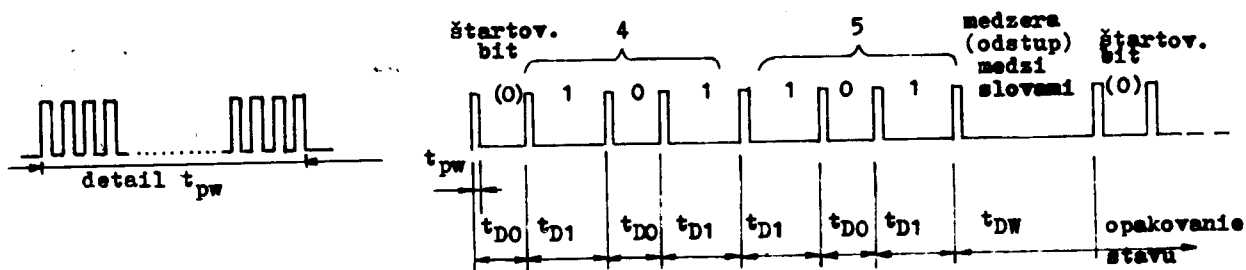 štartov.
bit
4
5
medzera
(odstup)
medzi
slovami
štartov.
bit
(0) 1 0 1 1 0 1 (0)
detail t_pw
t_pw
t_D0 t_D1 t_D0 t_D1 t_D1 t_D0 t_D1 t_DW opakovanie
stavu